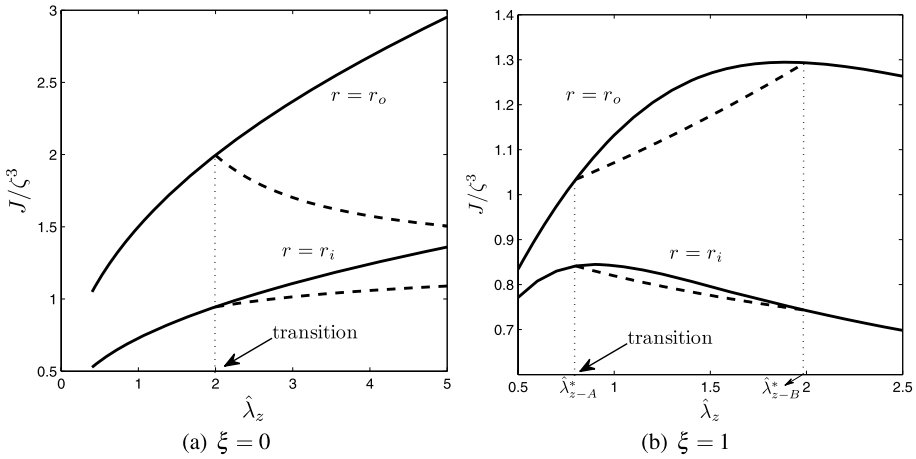 3
2.5
2
1.5
1
0.5
J/ζ³
r = r_o
r = r_i
transition
0 1 2 3 4 5
λ̂_z
(a) ξ = 0
1.4
1.3
1.2
1.1
1
0.9
0.8
0.7
J/ζ³
r = r_o
r = r_i
transition
0.5 1 1.5 2 2.5
λ̂*_{z−A} λ̂*_{z−B}
λ̂_z
(b) ξ = 1